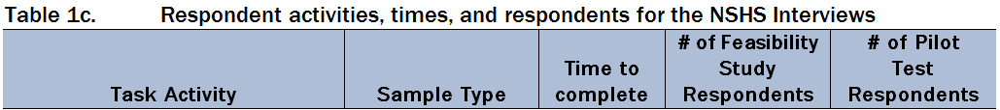 Table 1c. Respondent activities, times, and respondents for the NSHS Interviews
Task Activity
Sample Type
Time to
complete
# of Feasibility
Study
Respondents
# of Pilot
Test
Respondents